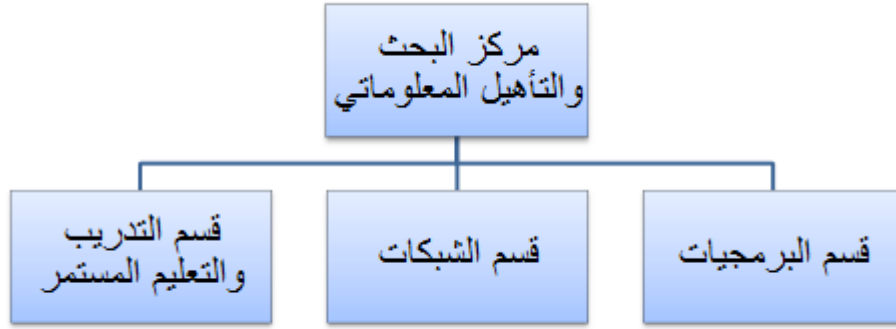 مركز البحث
والتأهيل المعلوماتي
قسم البرمجيات
قسم الشبكات
قسم التدريب
والتعليم المستمر